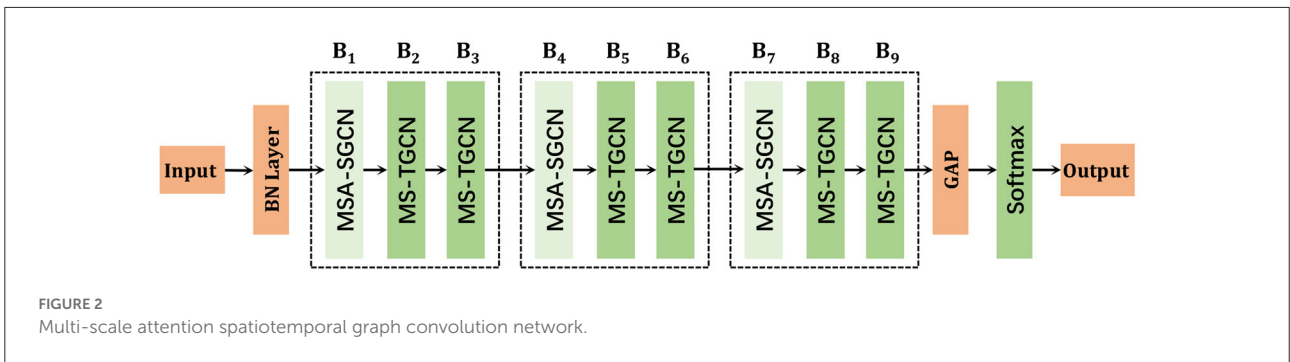 B₁ B₂ B₃ B₄ B₅ B₆ B₇ B₈ B₉
Input
BN Layer
MSA-SGCN
MS-TGCN
MS-TGCN
MSA-SGCN
MS-TGCN
MS-TGCN
MSA-SGCN
MS-TGCN
MS-TGCN
GAP
Softmax
Output
FIGURE 2
Multi-scale attention spatiotemporal graph convolution network.